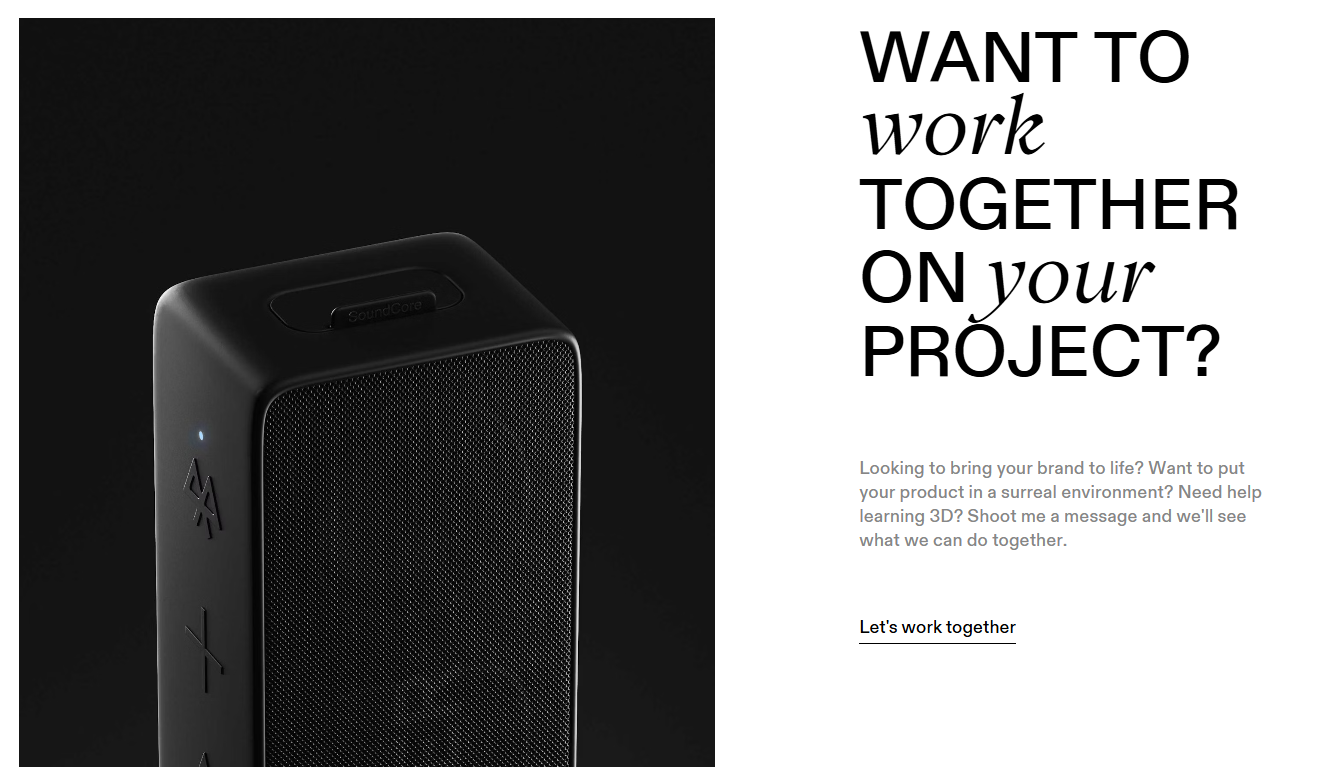 SoundCore
WANT TO
work
TOGETHER
ON your
PROJECT?
Looking to bring your brand to life? Want to put
your product in a surreal environment? Need help
learning 3D? Shoot me a message and we'll see
what we can do together.
Let's work together